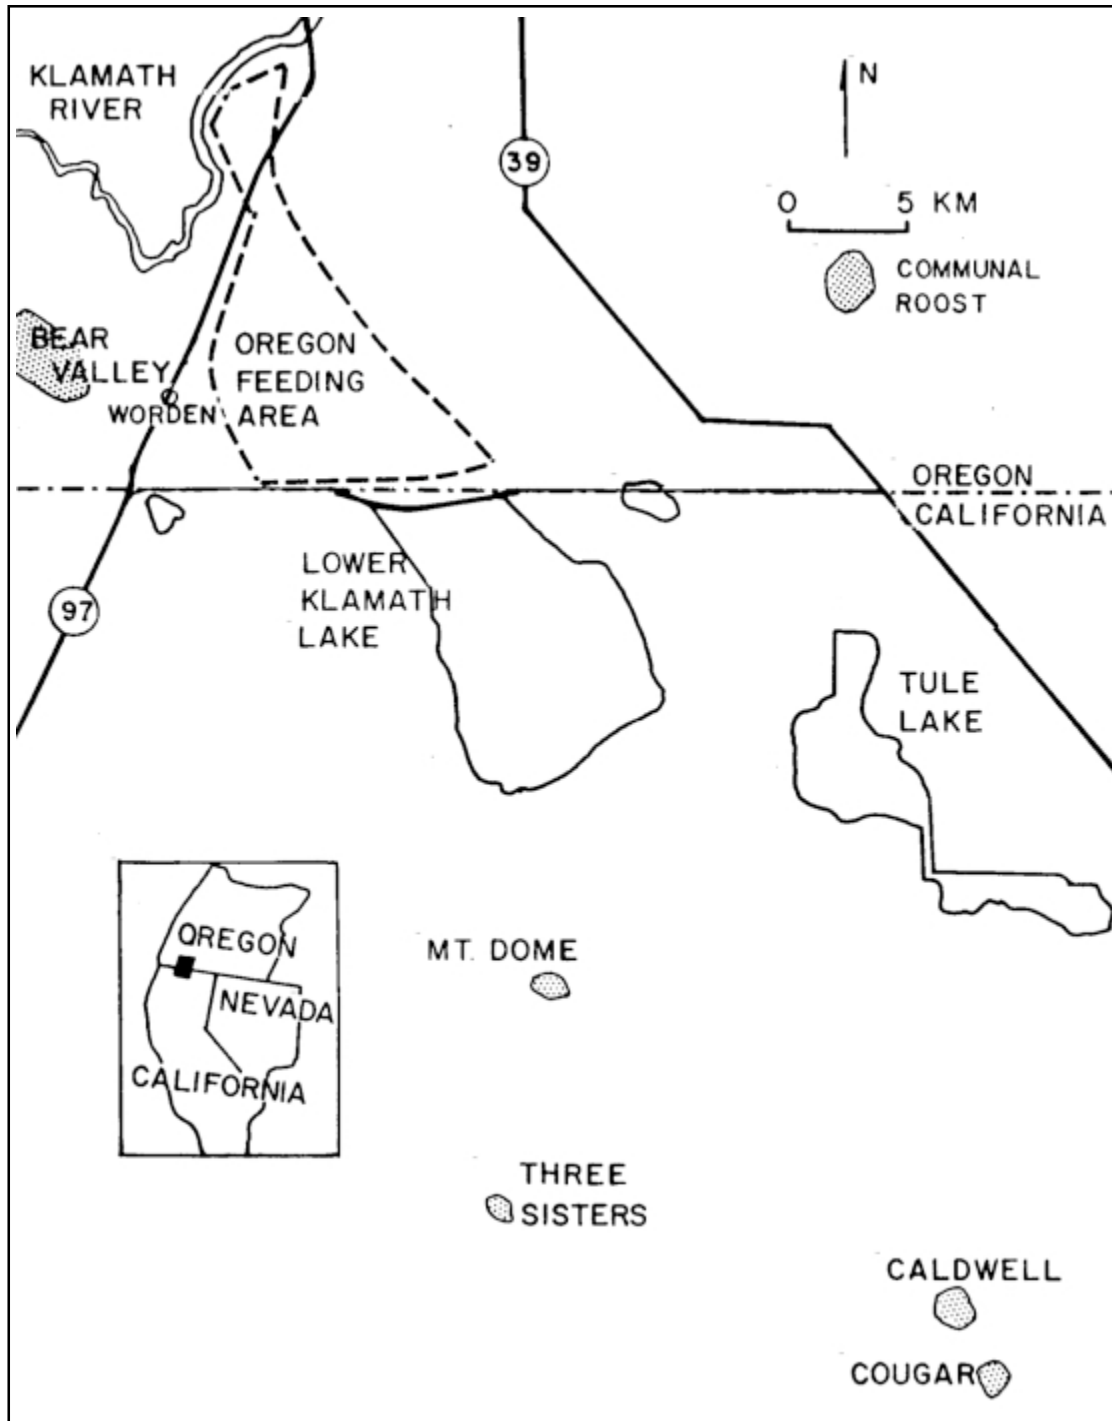 KLAMATH
RIVER
N
39
0 5 KM
COMMUNAL
ROOST
BEAR
VALLEY
OREGON
FEEDING
AREA
WORDEN
OREGON
CALIFORNIA
LOWER
KLAMATH
LAKE
97
TULE
LAKE
OREGON
NEVADA
CALIFORNIA
MT. DOME
THREE
SISTERS
CALDWELL
COUGAR